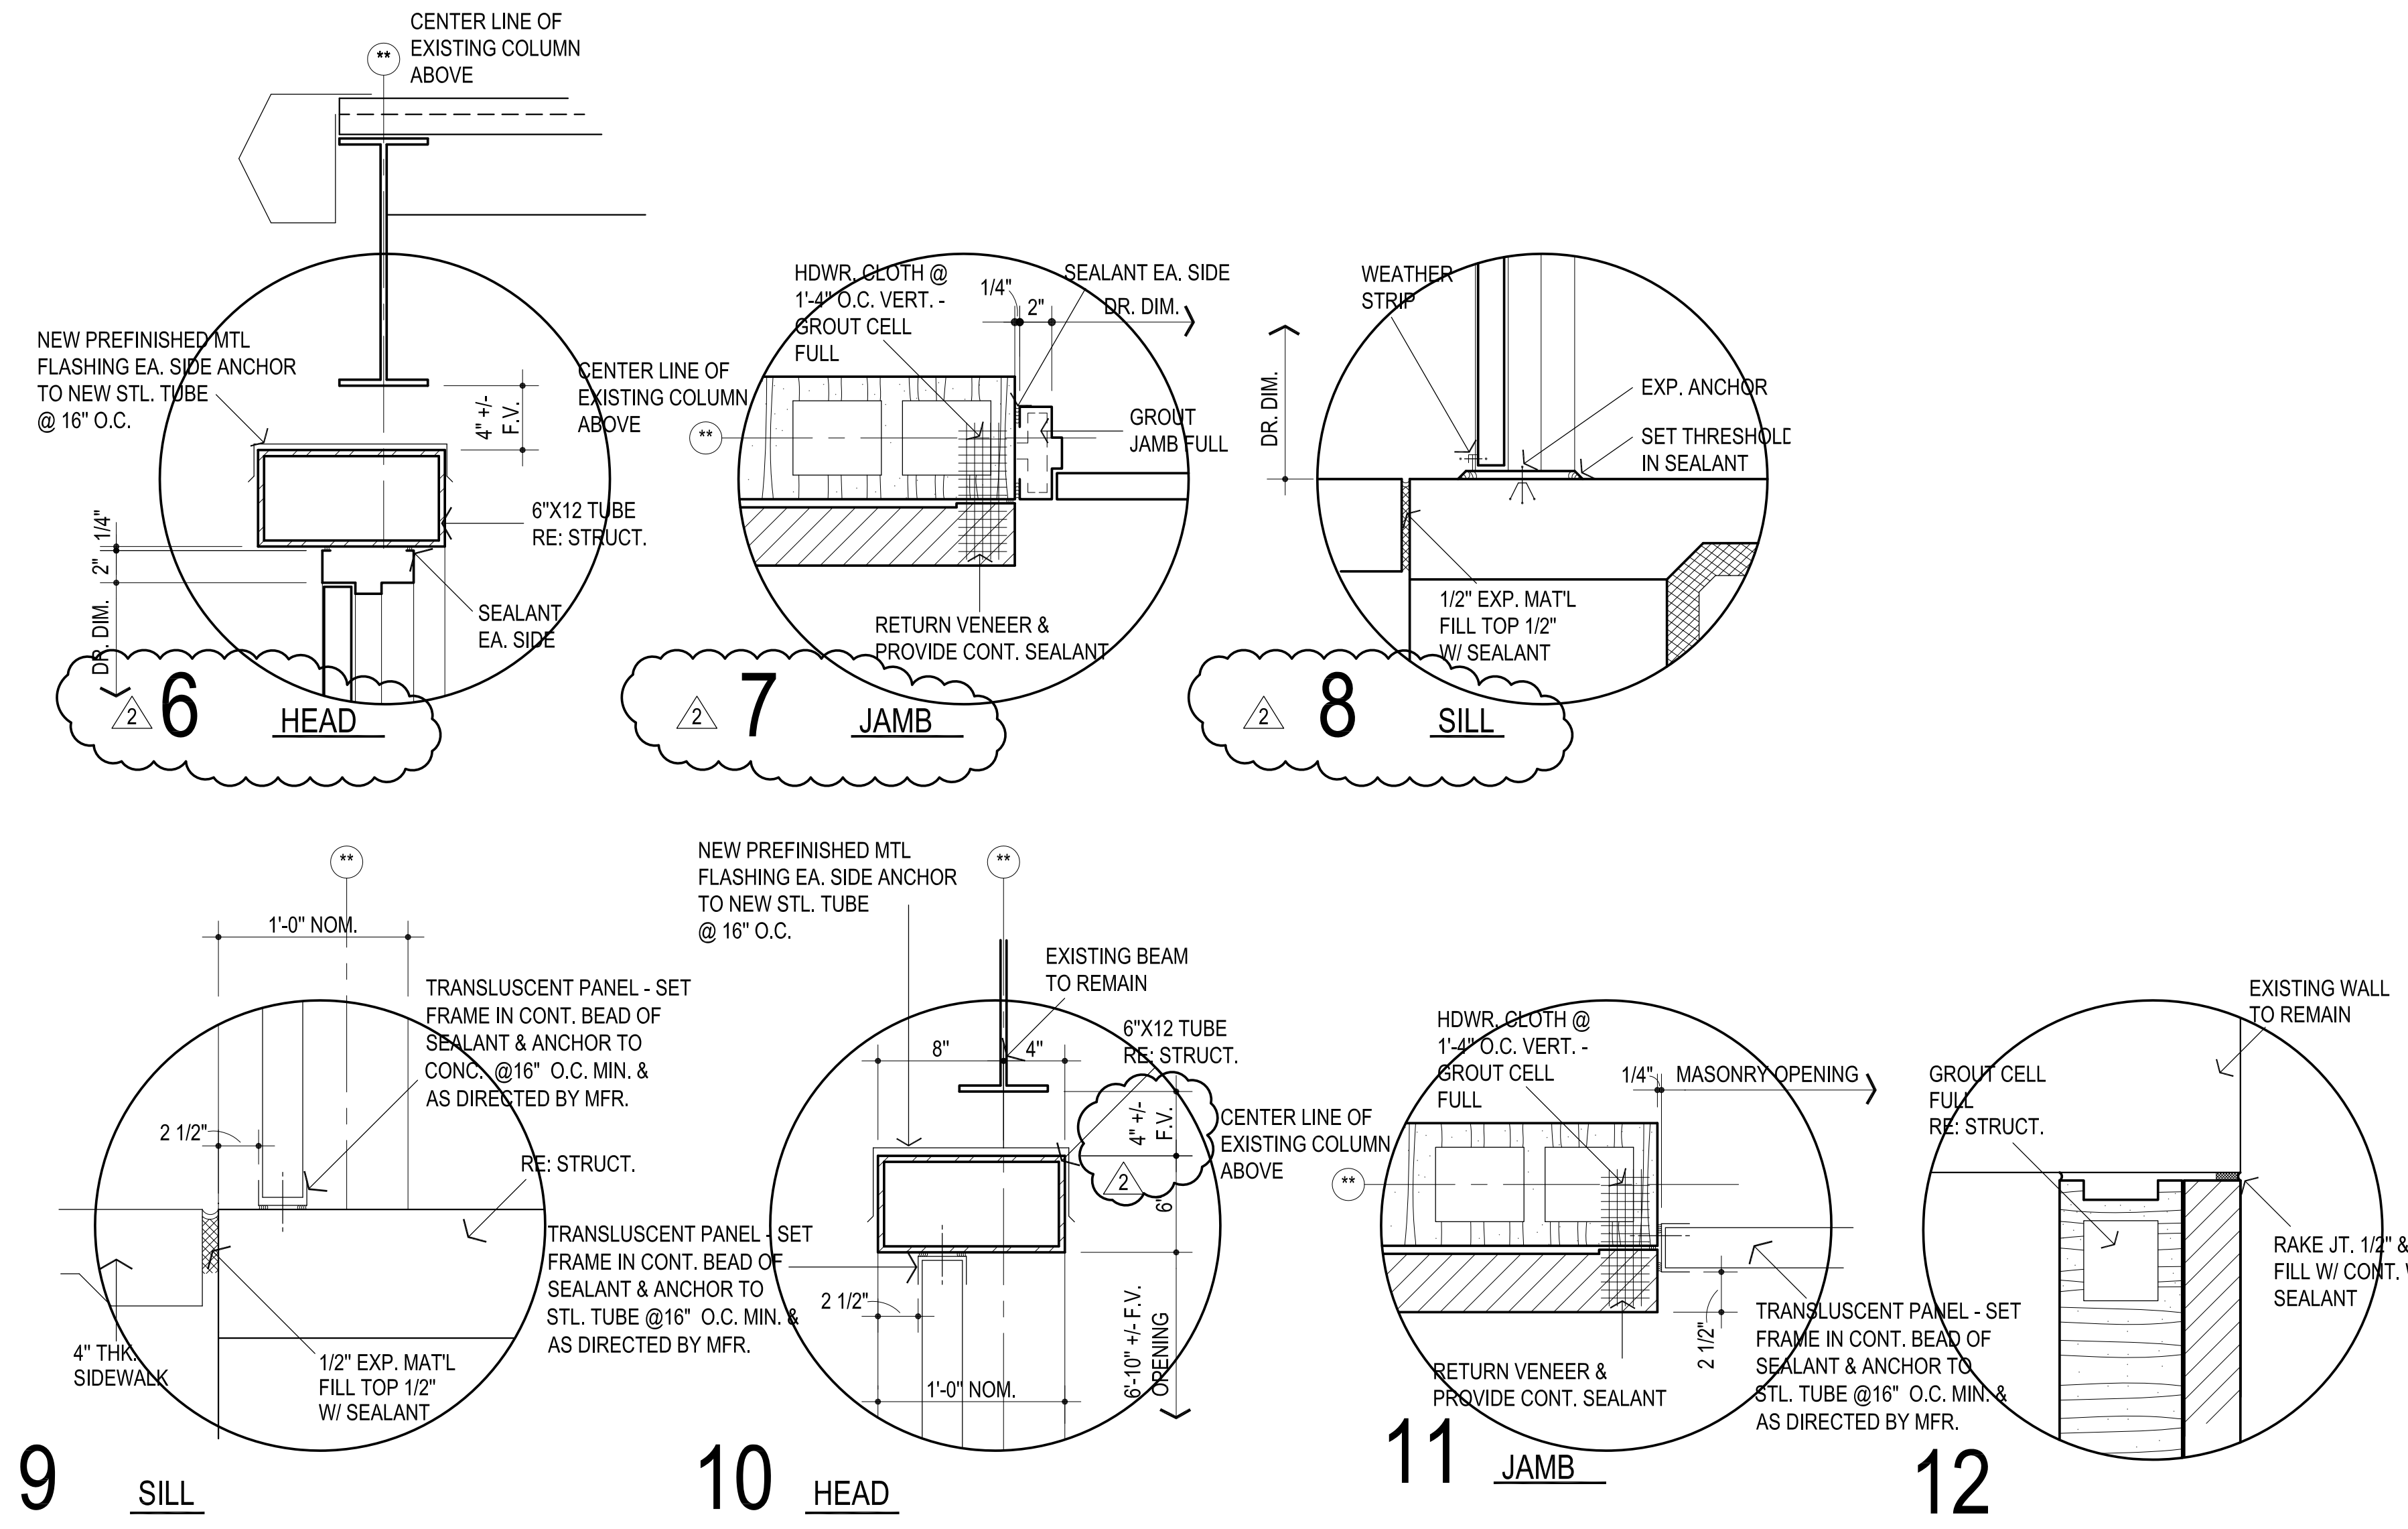 CENTER LINE OF
EXISTING COLUMN
ABOVE
**
NEW PREFINISHED MTL
FLASHING EA. SIDE ANCHOR
TO NEW STL. TUBE
@ 16" O.C.
4" +/-
F.V.
6"X12 TUBE
RE: STRUCT.
1/4"
2"
DR. DIM.
SEALANT
EA. SIDE
2
6
HEAD
HDWR. CLOTH @
1'-4" O.C. VERT. -
GROUT CELL
FULL
1/4"
2"
SEALANT EA. SIDE
DR. DIM.
CENTER LINE OF
EXISTING COLUMN
ABOVE
**
GROUT
JAMB FULL
RETURN VENEER &
PROVIDE CONT. SEALANT
2
7
JAMB
WEATHER
STRIP
DR. DIM.
EXP. ANCHOR
SET THRESHOLD
IN SEALANT
1/2" EXP. MAT'L
FILL TOP 1/2"
W/ SEALANT
2
8
SILL
**
1'-0" NOM.
TRANSLUSCENT PANEL - SET
FRAME IN CONT. BEAD OF
SEALANT & ANCHOR TO
CONC. @16" O.C. MIN. &
AS DIRECTED BY MFR.
2 1/2"
RE: STRUCT.
4" THK.
SIDEWALK
1/2" EXP. MAT'L
FILL TOP 1/2"
W/ SEALANT
9
SILL
NEW PREFINISHED MTL
FLASHING EA. SIDE ANCHOR
TO NEW STL. TUBE
@ 16" O.C.
**
EXISTING BEAM
TO REMAIN
6"X12 TUBE
RE: STRUCT.
8"
4"
4" +/-
F.V.
2
CENTER LINE OF
EXISTING COLUMN
ABOVE
6"
TRANSLUSCENT PANEL - SET
FRAME IN CONT. BEAD OF
SEALANT & ANCHOR TO
STL. TUBE @16" O.C. MIN. &
AS DIRECTED BY MFR.
2 1/2"
6'-10" +/- F.V.
OPENING
1'-0" NOM.
10
HEAD
HDWR. CLOTH @
1'-4" O.C. VERT. -
GROUT CELL
FULL
1/4"
MASONRY OPENING
**
2 1/2"
TRANSLUSCENT PANEL - SET
FRAME IN CONT. BEAD OF
SEALANT & ANCHOR TO
STL. TUBE @16" O.C. MIN. &
AS DIRECTED BY MFR.
RETURN VENEER &
PROVIDE CONT. SEALANT
11
JAMB
EXISTING WALL
TO REMAIN
GROUT CELL
FULL
RE: STRUCT.
RAKE JT. 1/2" &
FILL W/ CONT.
SEALANT
12